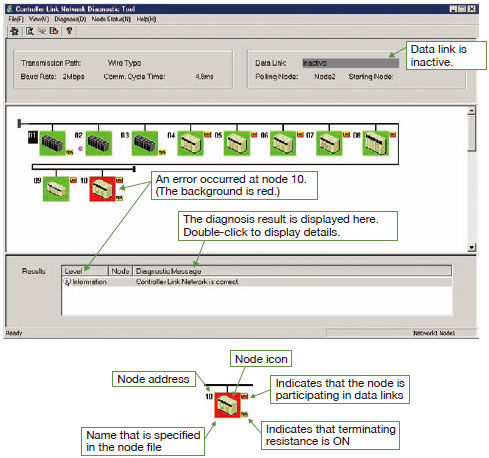 Controller Link Network Diagnostic Tool
File(F) View(V) Diagnose(D) Node Status(N) Help(H)
Transmission Path: Wire Type
Baud Rate: 2Mbps Comm. Cycle Time: 4.8ms
Data Link: inactive
Polling Node: Node2 Starting Node:
Data link is
inactive.
01 02 03 04 05 06 07 08
09 10
An error occurred at node 10.
(The background is red.)
The diagnosis result is displayed here.
Double-click to display details.
Results
Level Node Diagnostic Message
Information Controller Link Network is correct.
Ready
Network1 Node5
Node icon
Node address
10
Indicates that the node is
participating in data links
Name that is specified
in the node file
Indicates that terminating
resistance is ON